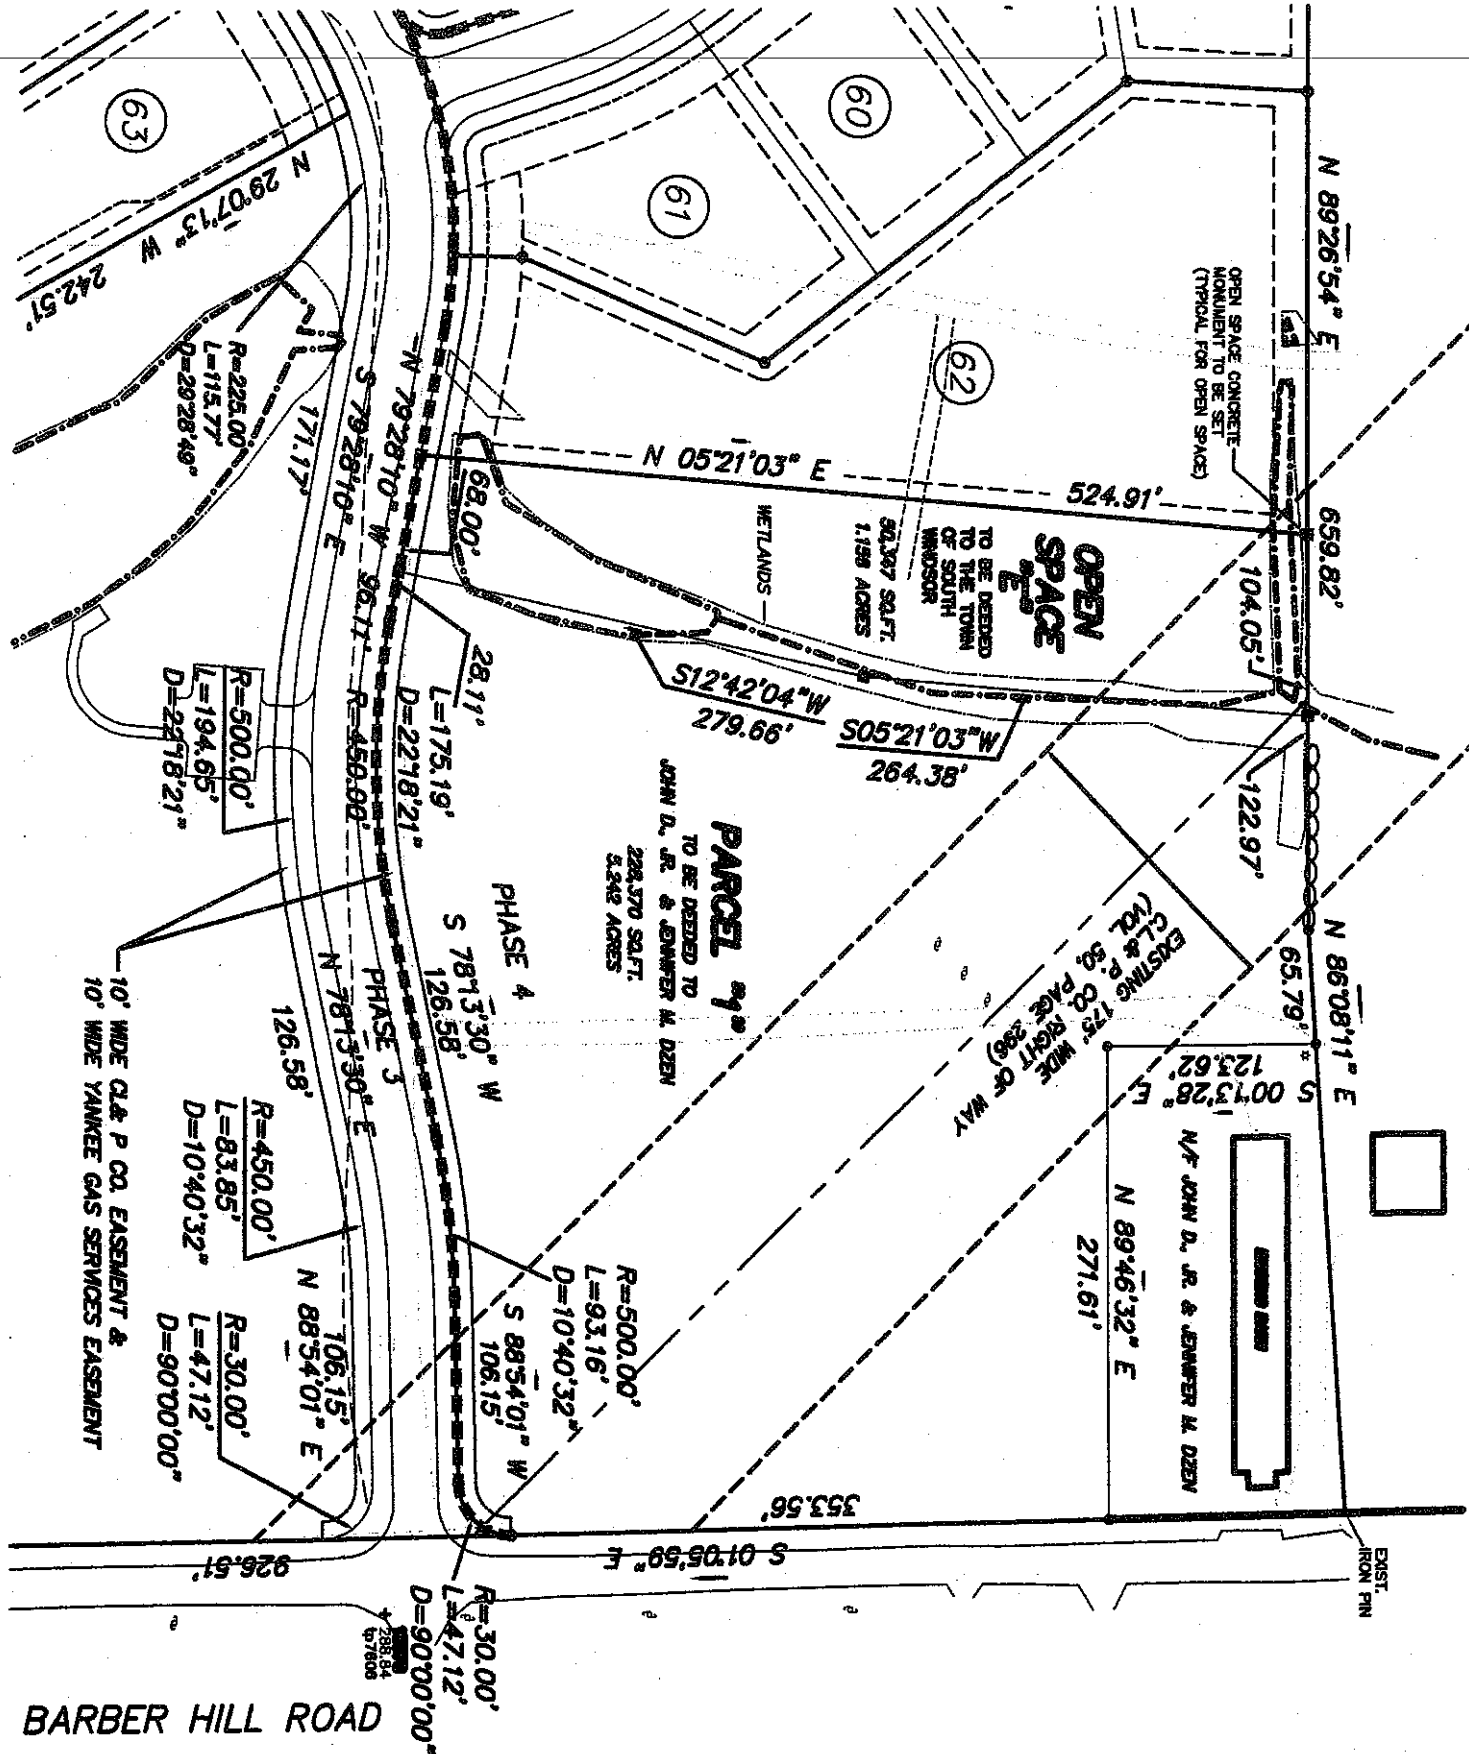 63
60
61
62
N 29°07'13" W
242.51'
N 89°26'54" E
659.82'
OPEN SPACE CONCRETE
MONUMENT TO BE SET
(TYPICAL FOR OPEN SPACE)
R=225.00
L=115.77'
D=29°28'49"
171.17'
S 79°28'10" E
N 79°28'10" W
96.11'
68.00'
28.11'
N 05°21'03" E
524.91'
WETLANDS
OPEN
SPACE
"E"
TO BE DEEDED
TO THE TOWN
OF SOUTH
WINDSOR
50,347 SQ.FT.
1.156 ACRES
104.05'
122.97'
S12°42'04"W
279.66'
S05°21'03"W
264.38'
R=500.00'
L=194.65'
D=22°18'21"
L=175.19'
D=22°18'21"
R=450.00'
PARCEL "1"
TO BE DEEDED TO
JOHN D., JR. & JENNIFER M. DZEN
228,370 SQ.FT.
5.242 ACRES
PHASE 4
S 78°13'30" W
126.58'
PHASE 3
N 78°13'30" E
126.58'
EXISTING 175' WIDE
C.L.& P. CO. RIGHT OF WAY
(VOL 50, PAGE 296)
N 86°08'11" E
65.79'
S 00°13'28" E
123.62'
N/F JOHN D., JR. & JENNIFER M. DZEN
N 89°46'32" E
271.61'
10' WIDE CL& P CO. EASEMENT &
10' WIDE YANKEE GAS SERVICES EASEMENT
R=450.00'
L=83.85'
D=10°40'32"
R=500.00'
L=93.16'
D=10°40'32"
S 88°54'01" W
106.15'
106.15'
N 88°54'01" E
R=30.00'
L=47.12'
D=90°00'00"
353.56'
S 01°05'59" E
926.51'
R=30.00'
L=47.12'
D=90°00'00"
288.84
tp7606
EXIST.
IRON PIN
BARBER HILL ROAD